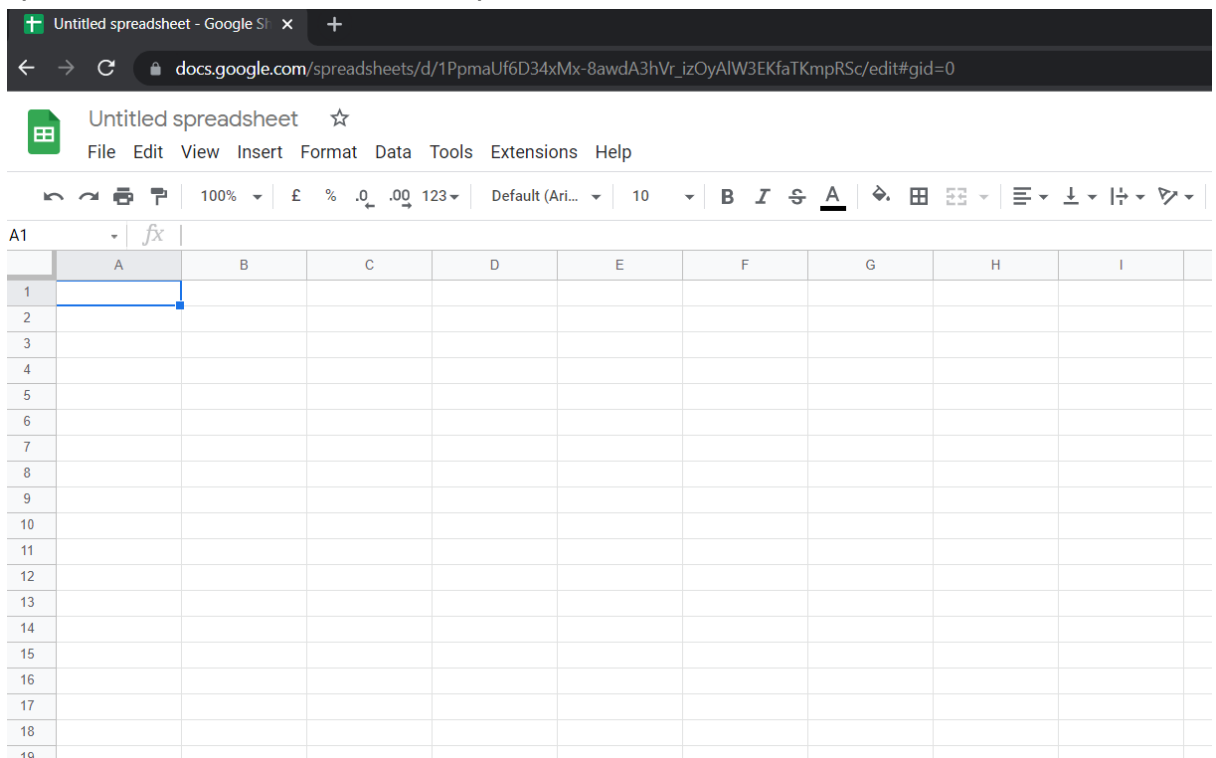 Untitled spreadsheet - Google Sh
docs.google.com/spreadsheets/d/1PpmaUf6D34xMx-8awdA3hVr_izOyAlW3EKfaTKmpRSc/edit#gid=0
Untitled spreadsheet
File Edit View Insert Format Data Tools Extensions Help
100% £ % .0 .00 123 Default (Ari... 10 B I S A
A1 fx
A B C D E F G H I
1
2
3
4
5
6
7
8
9
10
11
12
13
14
15
16
17
18
19